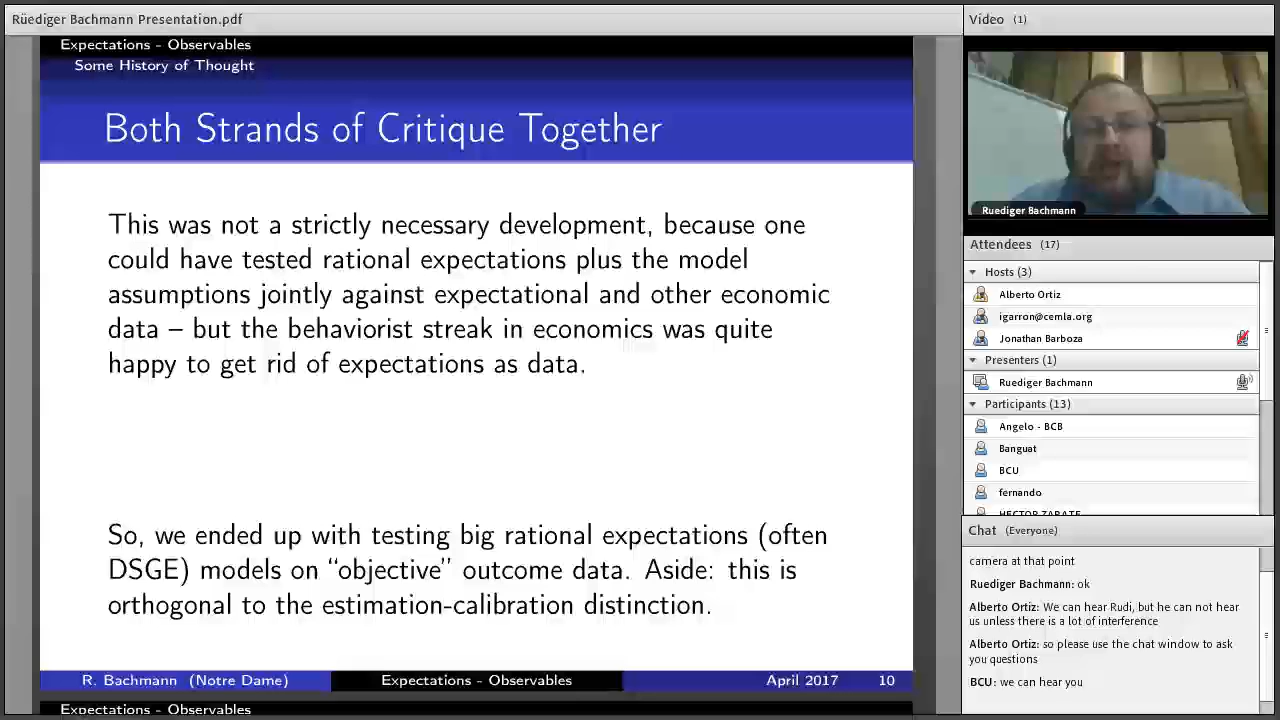 Rüediger Bachmann Presentation.pdf
Expectations - Observables
Some History of Thought
Both Strands of Critique Together
This was not a strictly necessary development, because one
could have tested rational expectations plus the model
assumptions jointly against expectational and other economic
data – but the behaviorist streak in economics was quite
happy to get rid of expectations as data.
So, we ended up with testing big rational expectations (often
DSGE) models on “objective” outcome data. Aside: this is
orthogonal to the estimation-calibration distinction.
R. Bachmann (Notre Dame) Expectations - Observables April 2017 10
Expectations - Observables
Video (1)
Ruediger Bachmann
Attendees (17)
Hosts (3)
Alberto Ortiz
igarron@cemla.org
Jonathan Barboza
Presenters (1)
Ruediger Bachmann
Participants (13)
Angelo - BCB
Banguat
BCU
fernando
HECTOR ZARATE
Chat (Everyone)
camera at that point
Ruediger Bachmann: ok
Alberto Ortiz: We can hear Rudi, but he can not hear
us unless there is a lot of interference
Alberto Ortiz: so please use the chat window to ask
you questions
BCU: we can hear you